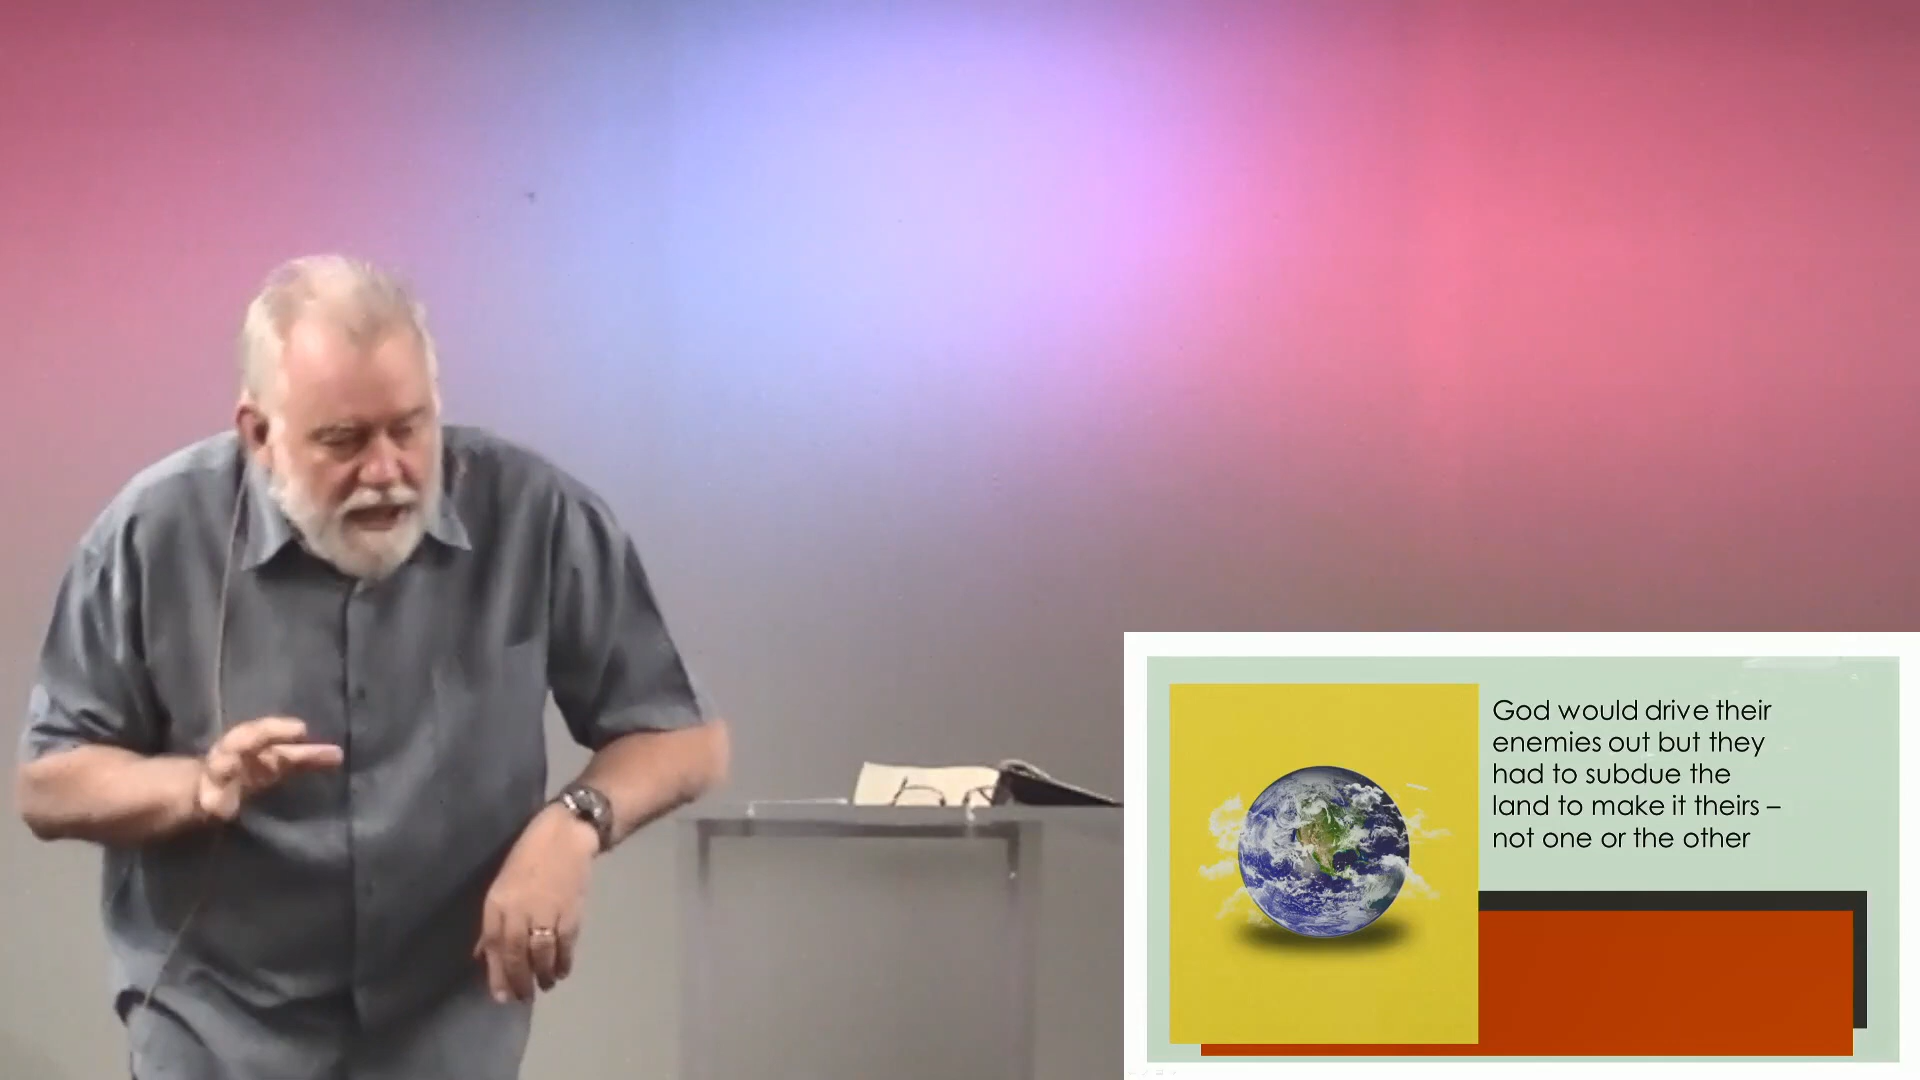 God would drive their
enemies out but they
had to subdue the
land to make it theirs –
not one or the other